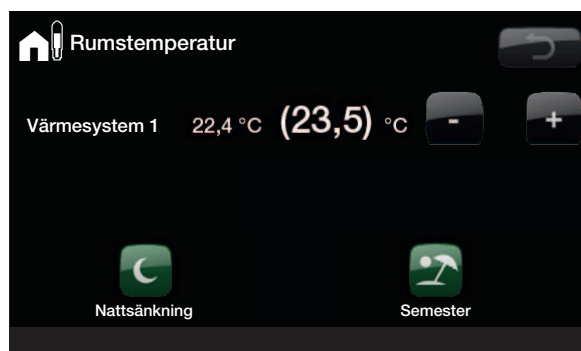 Rumstemperatur
Värmesystem 1 22,4 °C (23,5) °C - +
Nattsänkning Semester